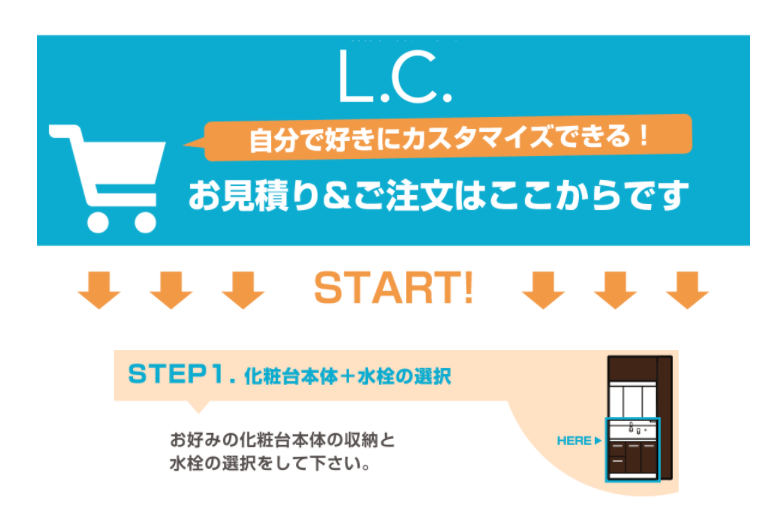 L.C.
自分で好きにカスタマイズできる！
お見積り&ご注文はここからです
START!
STEP1. 化粧台本体＋水栓の選択
お好みの化粧台本体の収納と
水栓の選択をして下さい。
HERE▶